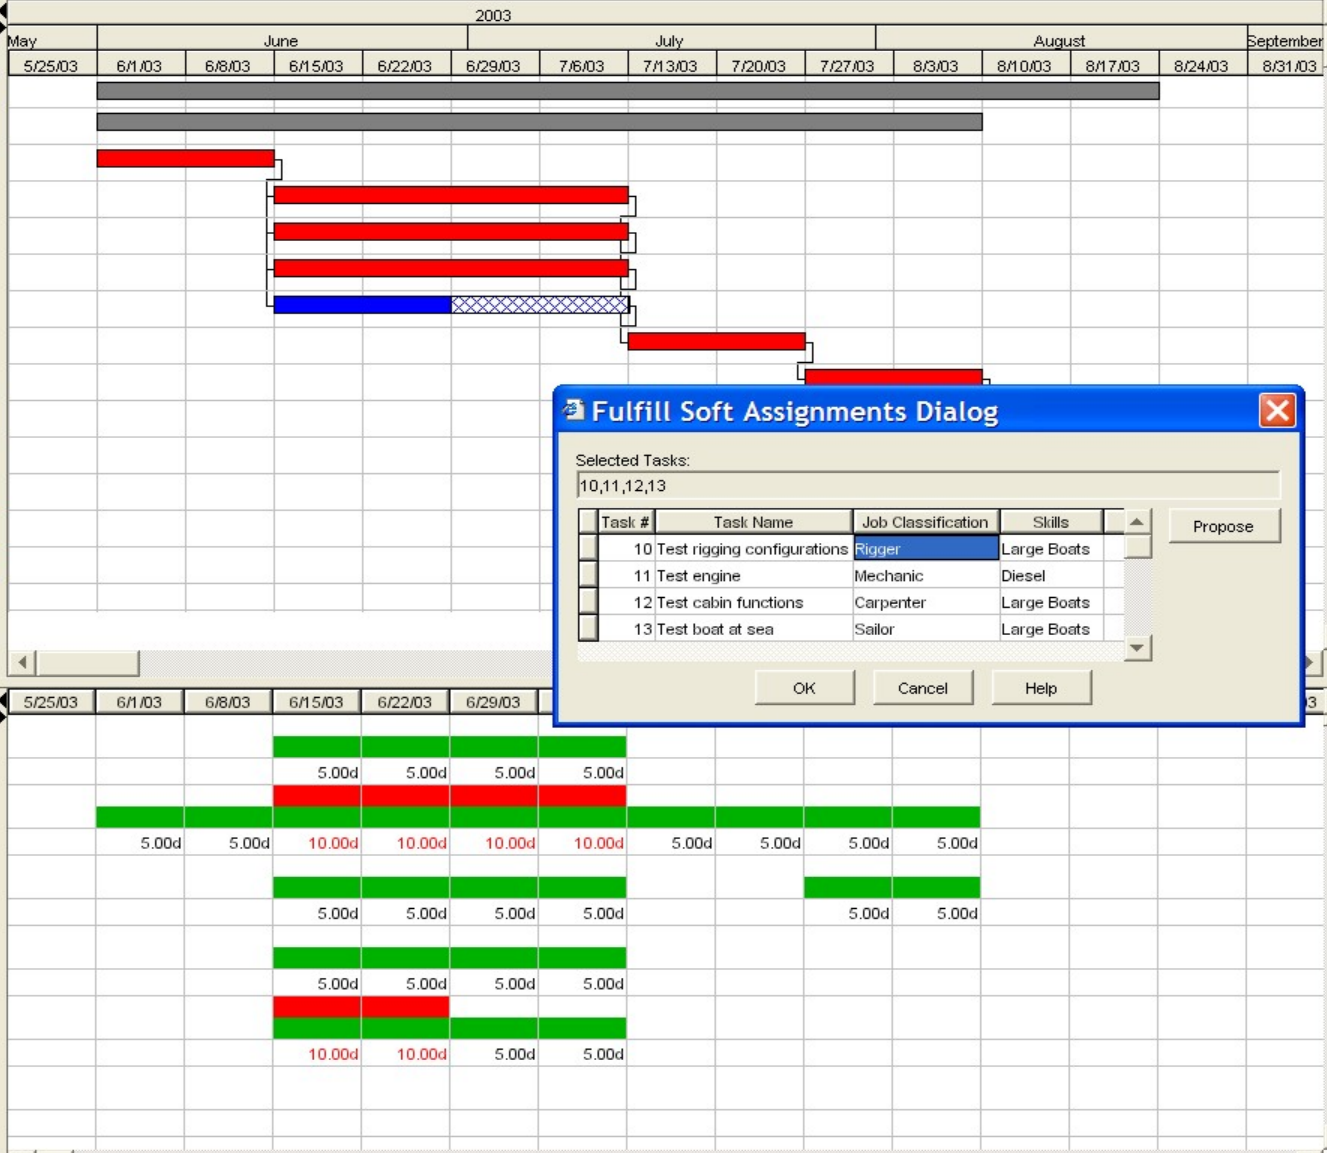 2003
May June July August September
5/25/03 6/1/03 6/8/03 6/15/03 6/22/03 6/29/03 7/6/03 7/13/03 7/20/03 7/27/03 8/3/03 8/10/03 8/17/03 8/24/03 8/31/03
Fulfill Soft Assignments Dialog
Selected Tasks:
10,11,12,13
Task # Task Name Job Classification Skills
Propose
10 Test rigging configurations Rigger Large Boats
11 Test engine Mechanic Diesel
12 Test cabin functions Carpenter Large Boats
13 Test boat at sea Sailor Large Boats
OK Cancel Help
5/25/03 6/1/03 6/8/03 6/15/03 6/22/03 6/29/03
5.00d 5.00d 5.00d 5.00d
5.00d 5.00d 10.00d 10.00d 10.00d 10.00d 5.00d 5.00d 5.00d 5.00d
5.00d 5.00d 5.00d 5.00d 5.00d 5.00d
5.00d 5.00d 5.00d 5.00d
10.00d 10.00d 5.00d 5.00d